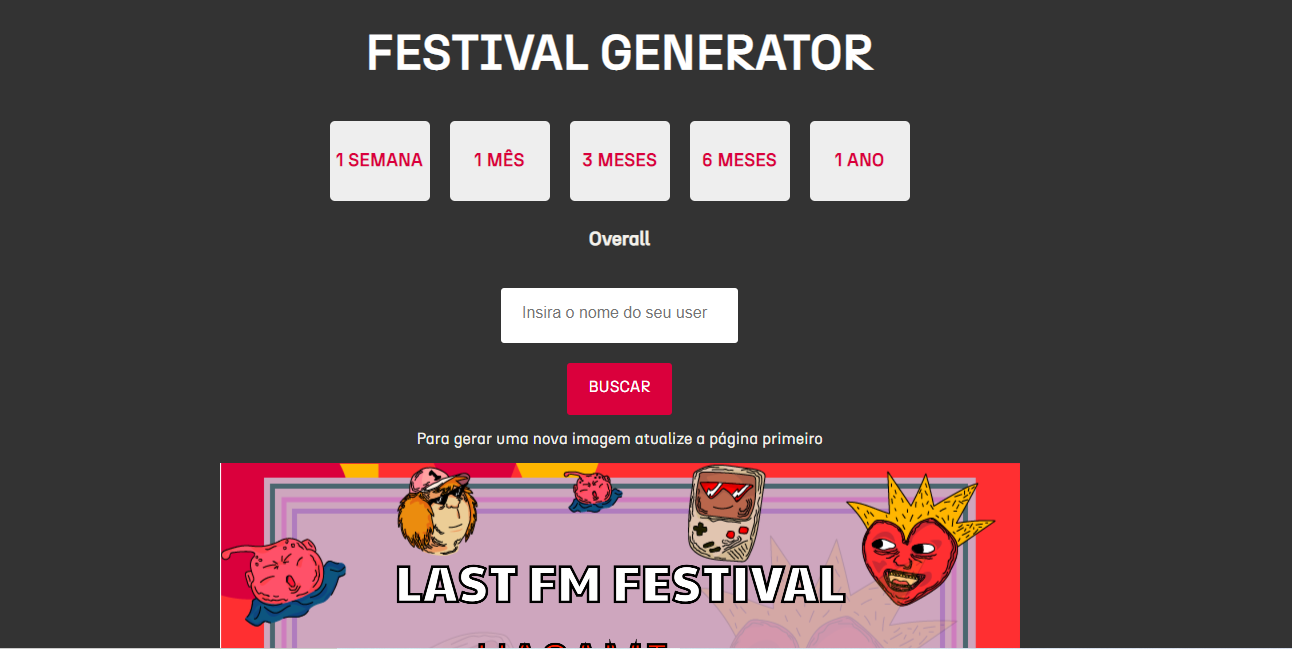 FESTIVAL GENERATOR
1 SEMANA 1 MÊS 3 MESES 6 MESES 1 ANO
Overall
Insira o nome do seu user
BUSCAR
Para gerar uma nova imagem atualize a página primeiro
LAST FM FESTIVAL